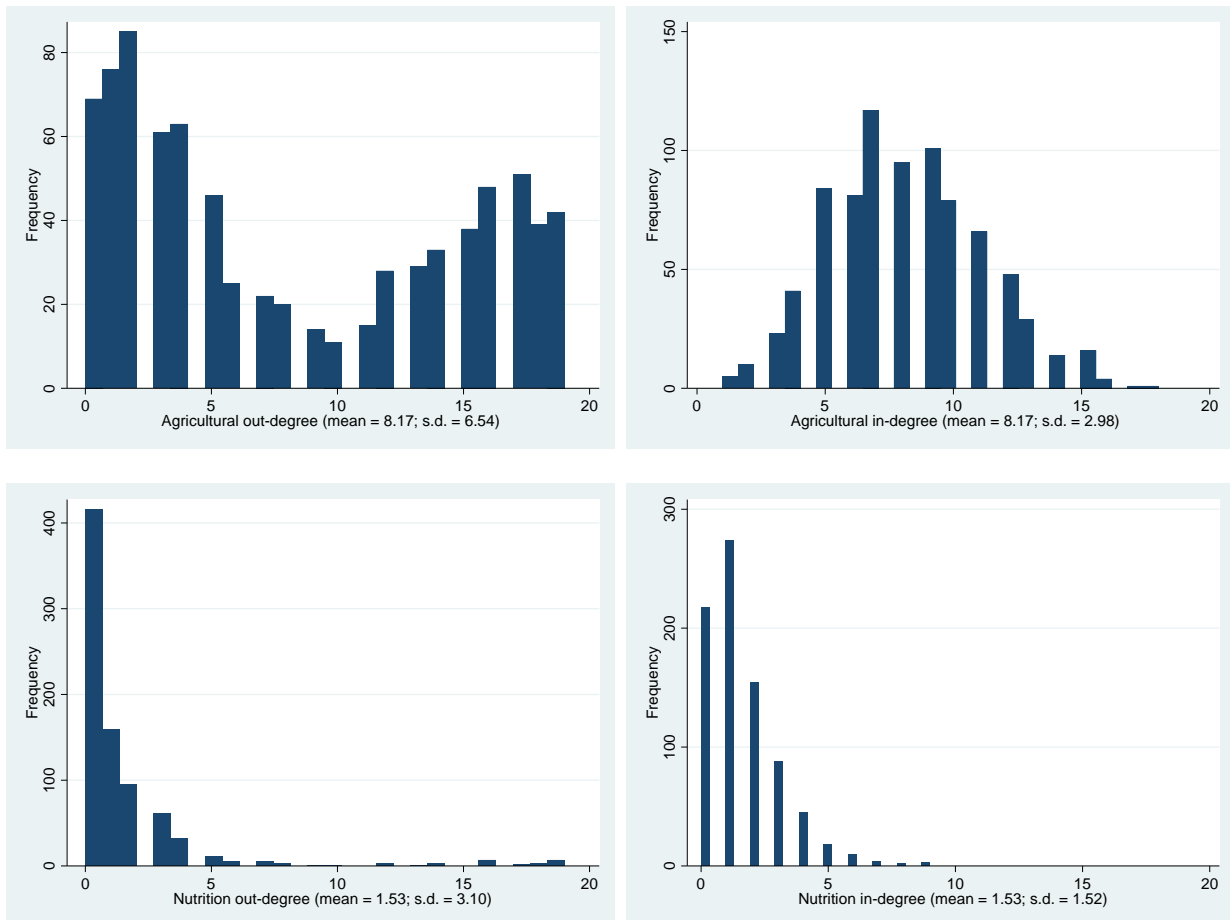 Frequency
0 20 40 60 80
0 5 10 15 20
Agricultural out-degree (mean = 8.17; s.d. = 6.54)
Frequency
0 50 100 150
0 5 10 15 20
Agricultural in-degree (mean = 8.17; s.d. = 2.98)
Frequency
0 100 200 300 400
0 5 10 15 20
Nutrition out-degree (mean = 1.53; s.d. = 3.10)
Frequency
0 100 200 300
0 5 10 15 20
Nutrition in-degree (mean = 1.53; s.d. = 1.52)